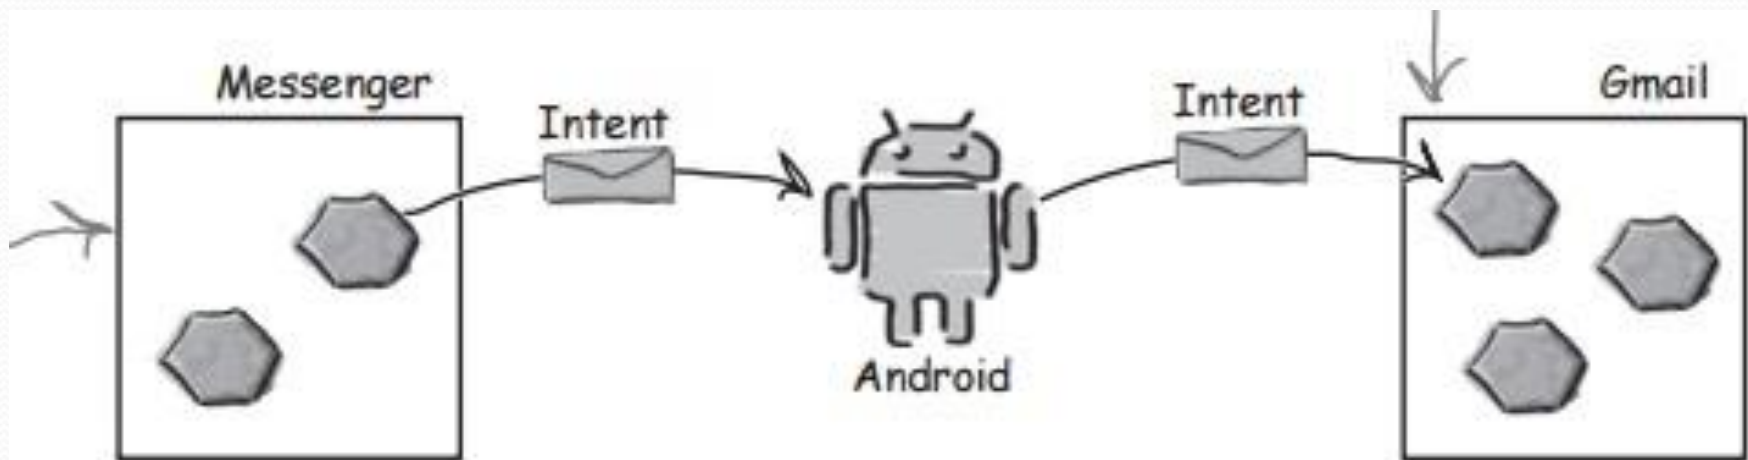 Messenger
Intent
Android
Intent
Gmail